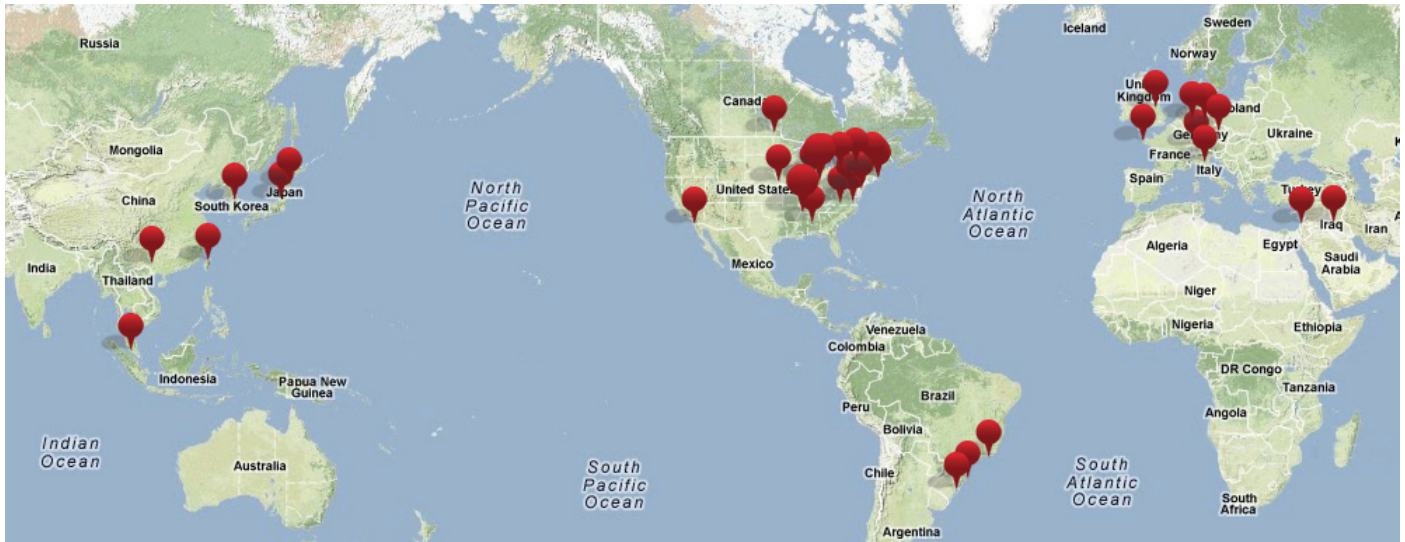 Iceland
Sweden
Norway
Russia
Canada
United
Kingdom
Poland
Germany
Ukraine
Mongolia
France
Italy
Spain
Turkey
United States
Japan
China
South Korea
North
Pacific
Ocean
North
Atlantic
Ocean
Iraq
Iran
Algeria
Egypt
Saudi
Arabia
India
Thailand
Mexico
Niger
Nigeria
Ethiopia
Venezuela
Colombia
Indonesia
Papua New
Guinea
DR Congo
Tanzania
Brazil
Peru
Angola
Bolivia
Indian
Ocean
Australia
South
Pacific
Ocean
Chile
South
Atlantic
Ocean
South
Africa
Argentina